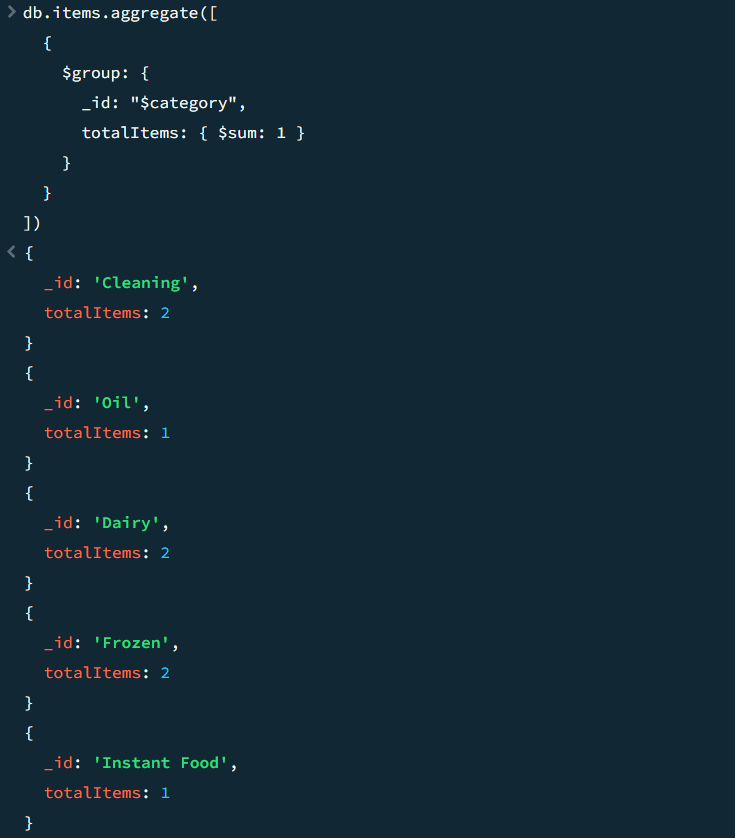 > db.items.aggregate([
{
$group: {
_id: "$category",
totalItems: { $sum: 1 }
}
}
])
< {
_id: 'Cleaning',
totalItems: 2
}
{
_id: 'Oil',
totalItems: 1
}
{
_id: 'Dairy',
totalItems: 2
}
{
_id: 'Frozen',
totalItems: 2
}
{
_id: 'Instant Food',
totalItems: 1
}